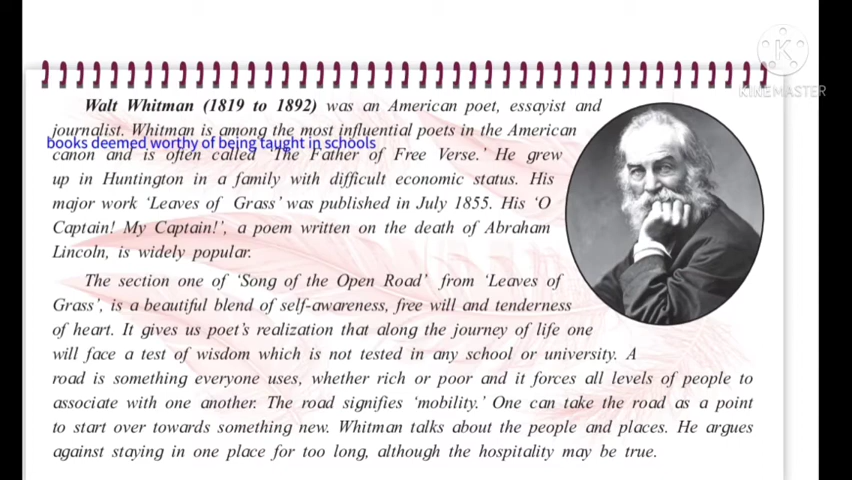 K
KINEMASTER
Walt Whitman (1819 to 1892) was an American poet, essayist and
journalist. Whitman is among the most influential poets in the American
books deemed worthy of being taught in schools
canon and is often called 'The Father of Free Verse.' He grew
up in Huntington in a family with difficult economic status. His
major work 'Leaves of Grass' was published in July 1855. His 'O
Captain! My Captain!', a poem written on the death of Abraham
Lincoln, is widely popular.
The section one of 'Song of the Open Road' from 'Leaves of
Grass', is a beautiful blend of self-awareness, free will and tenderness
of heart. It gives us poet's realization that along the journey of life one
will face a test of wisdom which is not tested in any school or university. A
road is something everyone uses, whether rich or poor and it forces all levels of people to
associate with one another. The road signifies 'mobility.' One can take the road as a point
to start over towards something new. Whitman talks about the people and places. He argues
against staying in one place for too long, although the hospitality may be true.